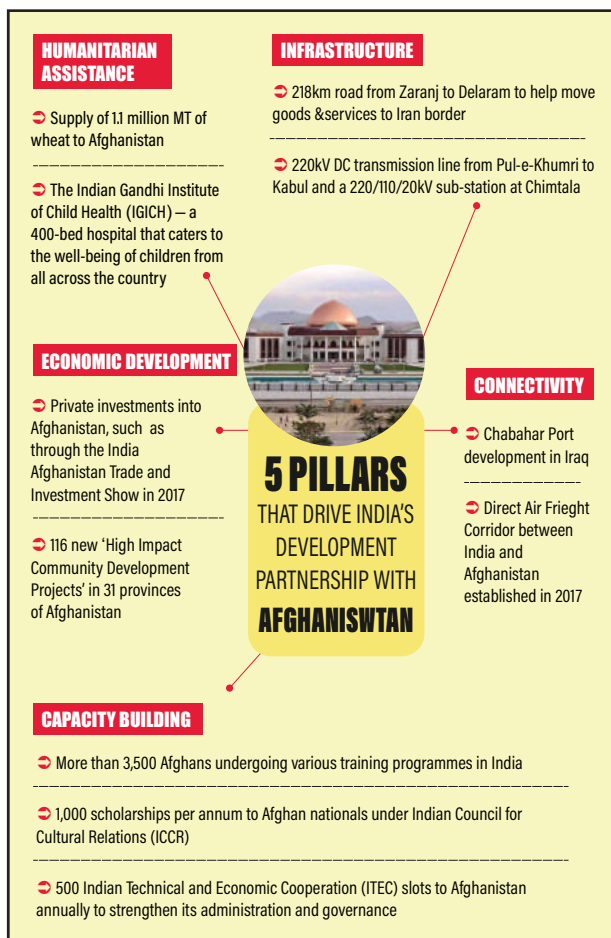 HUMANITARIAN
ASSISTANCE
➲ Supply of 1.1 million MT of
wheat to Afghanistan
➲ The Indian Gandhi Institute
of Child Health (IGICH) — a
400-bed hospital that caters to
the well-being of children from
all across the country
INFRASTRUCTURE
➲ 218km road from Zaranj to Delaram to help move
goods &services to Iran border
➲ 220kV DC transmission line from Pul-e-Khumri to
Kabul and a 220/110/20kV sub-station at Chimtala
ECONOMIC DEVELOPMENT
➲ Private investments into
Afghanistan, such as
through the India
Afghanistan Trade and
Investment Show in 2017
➲ 116 new ‘High Impact
Community Development
Projects’ in 31 provinces
of Afghanistan
5 PILLARS
THAT DRIVE INDIA’S
DEVELOPMENT
PARTNERSHIP WITH
AFGHANISWTAN
CONNECTIVITY
➲ Chabahar Port
development in Iraq
➲ Direct Air Frieght
Corridor between
India and
Afghanistan
established in 2017
CAPACITY BUILDING
➲ More than 3,500 Afghans undergoing various training programmes in India
➲ 1,000 scholarships per annum to Afghan nationals under Indian Council for
Cultural Relations (ICCR)
➲ 500 Indian Technical and Economic Cooperation (ITEC) slots to Afghanistan
annually to strengthen its administration and governance